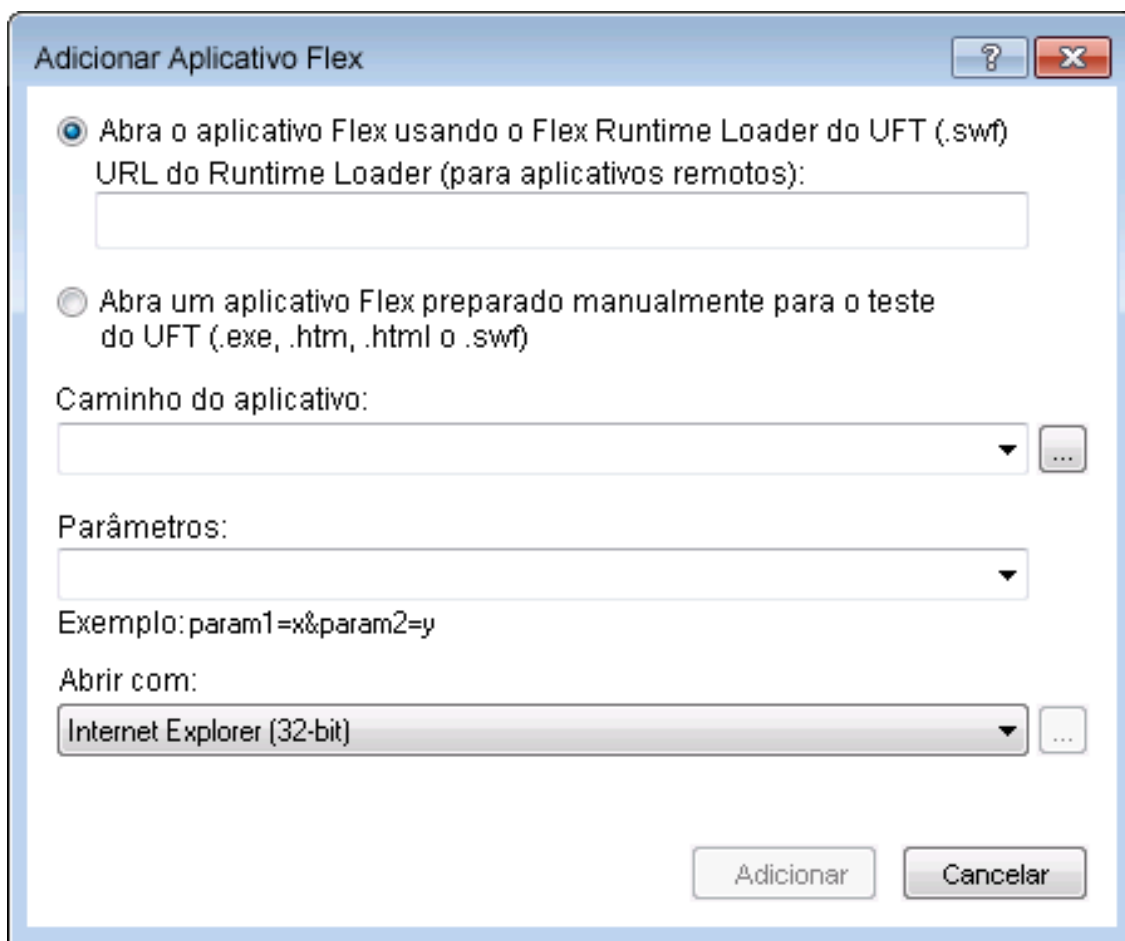 Adicionar Aplicativo Flex
?
Abra o aplicativo Flex usando o Flex Runtime Loader do UFT (.swf)
URL do Runtime Loader (para aplicativos remotos):
Abra um aplicativo Flex preparado manualmente para o teste
do UFT (.exe, .htm, .html o .swf)
Caminho do aplicativo:
...
Parâmetros:
Exemplo: param1=x&param2=y
Abrir com:
Internet Explorer (32-bit)
...
Adicionar
Cancelar